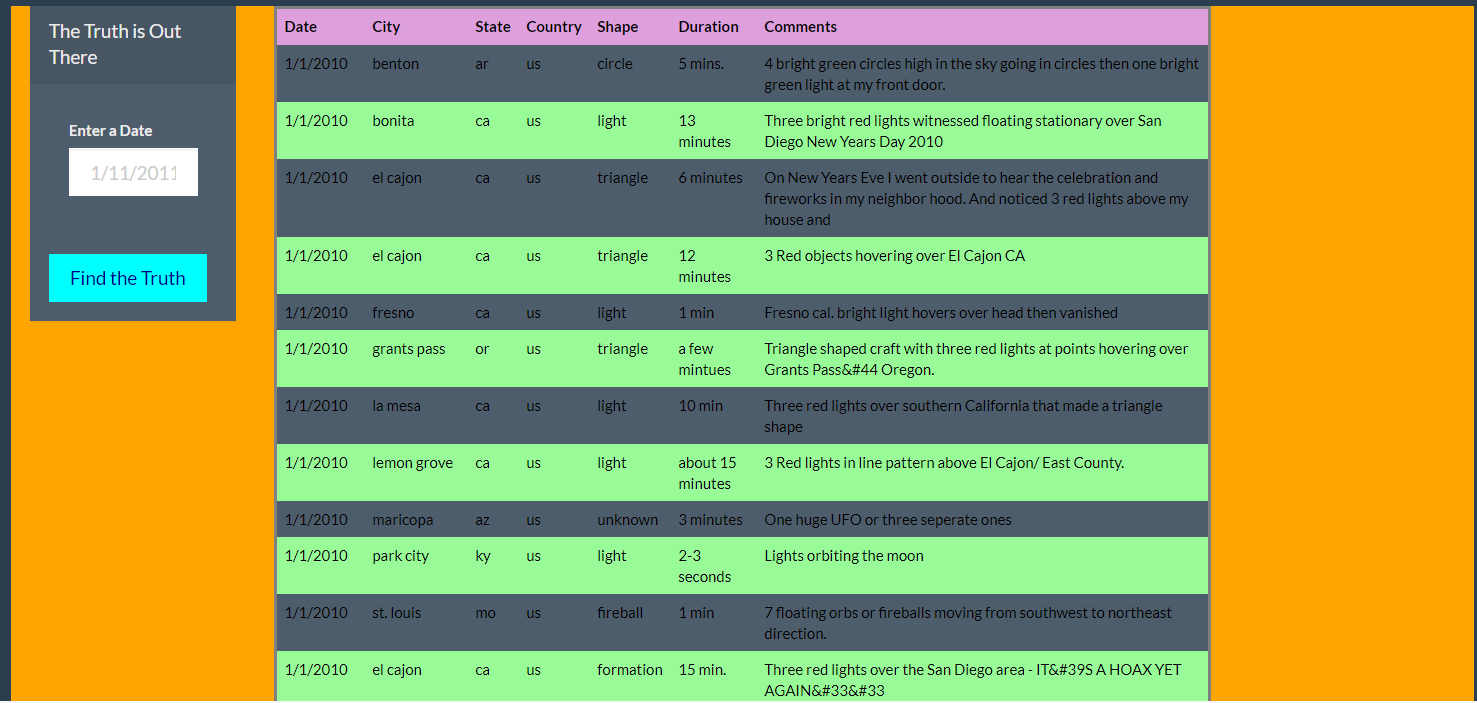 The Truth is Out
There
Enter a Date
1/11/2011
Find the Truth
Date City State Country Shape Duration Comments
1/1/2010 benton ar us circle 5 mins. 4 bright green circles high in the sky going in circles then one bright
green light at my front door.
1/1/2010 bonita ca us light 13 Three bright red lights witnessed floating stationary over San
minutes Diego New Years Day 2010
1/1/2010 el cajon ca us triangle 6 minutes On New Years Eve I went outside to hear the celebration and
fireworks in my neighbor hood. And noticed 3 red lights above my
house and
1/1/2010 el cajon ca us triangle 12 3 Red objects hovering over El Cajon CA
minutes
1/1/2010 fresno ca us light 1 min Fresno cal. bright light hovers over head then vanished
1/1/2010 grants pass or us triangle a few Triangle shaped craft with three red lights at points hovering over
mintues Grants Pass&#44 Oregon.
1/1/2010 la mesa ca us light 10 min Three red lights over southern California that made a triangle
shape
1/1/2010 lemon grove ca us light about 15 3 Red lights in line pattern above El Cajon/ East County.
minutes
1/1/2010 maricopa az us unknown 3 minutes One huge UFO or three seperate ones
1/1/2010 park city ky us light 2-3 Lights orbiting the moon
seconds
1/1/2010 st. louis mo us fireball 1 min 7 floating orbs or fireballs moving from southwest to northeast
direction.
1/1/2010 el cajon ca us formation 15 min. Three red lights over the San Diego area - IT&#39S A HOAX YET
AGAIN&#33&#33